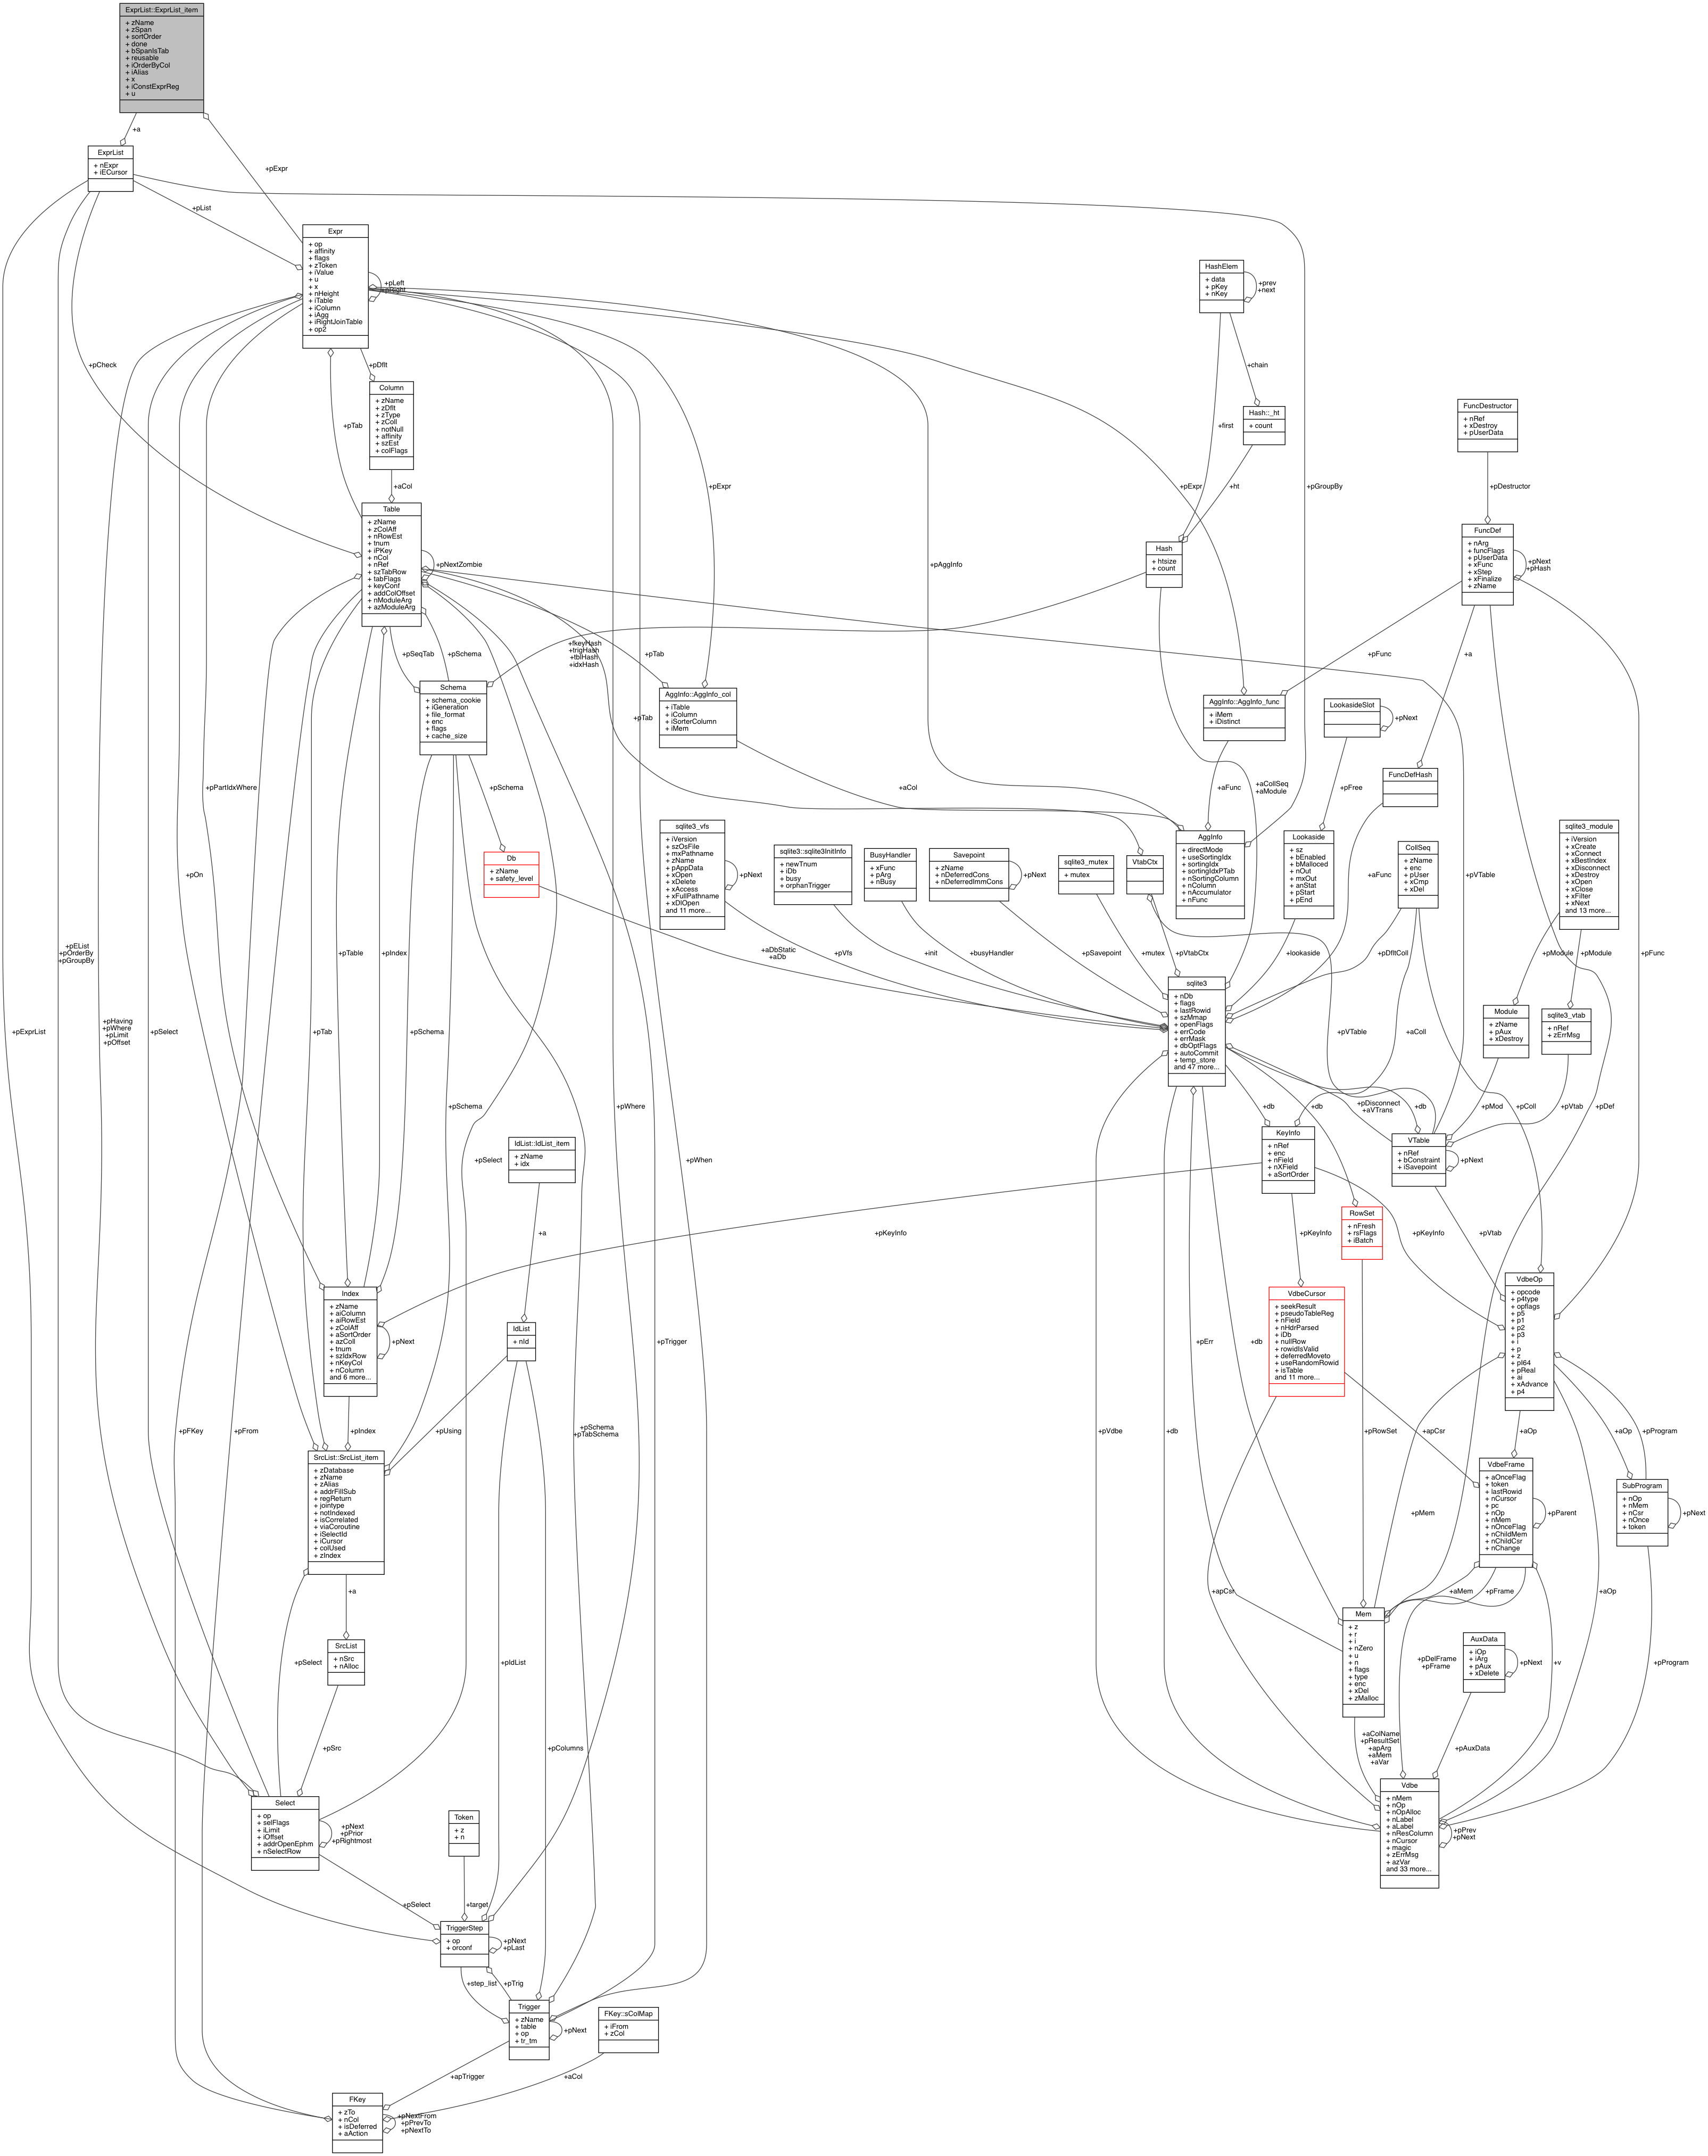 ExprList::ExprList_item
+ zName
+ zSpan
+ sortOrder
+ done
+ bSpanIsTab
+ reusable
+ iOrderByCol
+ iAlias
+ x
+ iConstExprReg
+ u
+a
ExprList
+ nExpr
+ iECursor
+pExpr
+pList
Expr
+ op
+ affinity
+ flags
+ zToken
+ iValue
+ u
+ x
+ nHeight
+ iTable
+ iColumn
+ iAgg
+ iRightJoinTable
+ op2
+pLeft
+pRight
HashElem
+ data
+ pKey
+ nKey
+prev
+next
+pCheck
+pDflt
+chain
Column
+ zName
+ zDflt
+ zType
+ zColl
+ notNull
+ affinity
+ szEst
+ colFlags
Hash::_ht
+ count
FuncDestructor
+ nRef
+ xDestroy
+ pUserData
+pTab
+first
+aCol
+pExpr
+pExpr
+ht
+pGroupBy
+pDestructor
Table
+ zName
+ zColAff
+ nRowEst
+ tnum
+ iPKey
+ nCol
+ nRef
+ szTabRow
+ tabFlags
+ keyConf
+ addColOffset
+ nModuleArg
+ azModuleArg
+pNextZombie
+pAggInfo
Hash
+ htsize
+ count
FuncDef
+ nArg
+ funcFlags
+ pUserData
+ xFunc
+ xStep
+ xFinalize
+ zName
+pNext
+pHash
+pSeqTab
+pSchema
+fkeyHash
+trigHash
+tblHash
+idxHash
+pTab
+pFunc
+a
Schema
+ schema_cookie
+ iGeneration
+ file_format
+ enc
+ flags
+ cache_size
AggInfo::AggInfo_col
+ iTable
+ iColumn
+ iSorterColumn
+ iMem
AggInfo::AggInfo_func
+ iMem
+ iDistinct
LookasideSlot
+pNext
+pTab
+pPartIdxWhere
+pSchema
+aCol
+aFunc
+aCollSeq
+aModule
+pFree
FuncDefHash
Db
+ zName
+ safety_level
sqlite3_vfs
+ iVersion
+ szOsFile
+ mxPathname
+ zName
+ pAppData
+ xOpen
+ xDelete
+ xAccess
+ xFullPathname
+ xDlOpen
and 11 more...
+pNext
sqlite3::sqlite3InitInfo
+ newTnum
+ iDb
+ busy
+ orphanTrigger
BusyHandler
+ xFunc
+ pArg
+ nBusy
Savepoint
+ zName
+ nDeferredCons
+ nDeferredImmCons
+pNext
sqlite3_mutex
+ mutex
VtabCtx
AggInfo
+ directMode
+ useSortingIdx
+ sortingIdx
+ sortingIdxPTab
+ nSortingColumn
+ nColumn
+ nAccumulator
+ nFunc
Lookaside
+ sz
+ bEnabled
+ bMalloced
+ nOut
+ mxOut
+ anStat
+ pStart
+ pEnd
+aFunc
CollSeq
+ zName
+ enc
+ pUser
+ xCmp
+ xDel
+pVTable
sqlite3_module
+ iVersion
+ xCreate
+ xConnect
+ xBestIndex
+ xDisconnect
+ xDestroy
+ xOpen
+ xClose
+ xFilter
+ xNext
and 13 more...
+pOn
+pEList
+pOrderBy
+pGroupBy
+pTable
+pIndex
+aDbStatic
+aDb
+pVfs
+init
+busyHandler
+pSavepoint
+mutex
+pVtabCtx
+lookaside
+pDfltColl
+pModule
+pModule
+pFunc
sqlite3
+ nDb
+ flags
+ lastRowid
+ szMmap
+ openFlags
+ errCode
+ errMask
+ dbOptFlags
+ autoCommit
+ temp_store
and 47 more...
Module
+ zName
+ pAux
+ xDestroy
sqlite3_vtab
+ nRef
+ zErrMsg
+pExprList
+pHaving
+pWhere
+pLimit
+pOffset
+pSelect
+pTab
+pSchema
+pVTable
+aColl
+pSchema
+pWhere
+db
+db
+pDisconnect
+aVTrans
+db
+pMod
+pVtab
+pColl
+pDef
IdList::IdList_item
+ zName
+ idx
KeyInfo
+ nRef
+ enc
+ nField
+ nXField
+ aSortOrder
VTable
+ nRef
+ bConstraint
+ iSavepoint
+pNext
+pSelect
+pWhen
+a
+pKeyInfo
+pKeyInfo
RowSet
+ nFresh
+ rsFlags
+ iBatch
+pKeyInfo
+pVtab
Index
+ zName
+ aiColumn
+ aiRowEst
+ zColAff
+ aSortOrder
+ azColl
+ tnum
+ szIdxRow
+ nKeyCol
+ nColumn
and 6 more...
+pNext
IdList
+ nId
+pTrigger
+pErr
+db
VdbeCursor
+ seekResult
+ pseudoTableReg
+ nField
+ nHdrParsed
+ iDb
+ nullRow
+ rowidIsValid
+ deferredMoveto
+ useRandomRowid
+ isTable
and 11 more...
VdbeOp
+ opcode
+ p4type
+ opflags
+ p5
+ p1
+ p2
+ p3
+ i
+ p
+ z
+ pI64
+ pReal
+ ai
+ xAdvance
+ p4
+pFKey
+pFrom
+pIndex
+pUsing
+pSchema
+pTabSchema
+pVdbe
+db
+pRowSet
+apCsr
+aOp
+aOp
+pProgram
SrcList::SrcList_item
+ zDatabase
+ zName
+ zAlias
+ addrFillSub
+ regReturn
+ jointype
+ notIndexed
+ isCorrelated
+ viaCoroutine
+ iSelectId
+ iCursor
+ colUsed
+ zIndex
VdbeFrame
+ aOnceFlag
+ token
+ lastRowid
+ nCursor
+ pc
+ nOp
+ nMem
+ nOnceFlag
+ nChildMem
+ nChildCsr
+ nChange
+pParent
SubProgram
+ nOp
+ nMem
+ nCsr
+ nOnce
+ token
+pNext
+pMem
+a
+apCsr
+aMem
+pFrame
+aOp
Mem
+ z
+ r
+ i
+ nZero
+ u
+ n
+ flags
+ type
+ enc
+ xDel
+ zMalloc
SrcList
+ nSrc
+ nAlloc
+pSelect
+pIdList
+pDelFrame
+pFrame
AuxData
+ iOp
+ iArg
+ pAux
+ xDelete
+pNext
+v
+pProgram
+pSrc
+pColumns
+aColName
+pResultSet
+apArg
+aMem
+aVar
+pAuxData
Select
+ op
+ selFlags
+ iLimit
+ iOffset
+ addrOpenEphm
+ nSelectRow
+pNext
+pPrior
+pRightmost
Token
+ z
+ n
Vdbe
+ nMem
+ nOp
+ nOpAlloc
+ nLabel
+ aLabel
+ nResColumn
+ nCursor
+ magic
+ zErrMsg
+ azVar
and 33 more...
+pPrev
+pNext
+pSelect
+target
TriggerStep
+ op
+ orconf
+pNext
+pLast
+step_list
+pTrig
Trigger
+ zName
+ table
+ op
+ tr_tm
+pNext
FKey::sColMap
+ iFrom
+ zCol
+apTrigger
+aCol
FKey
+ zTo
+ nCol
+ isDeferred
+ aAction
+pNextFrom
+pPrevTo
+pNextTo